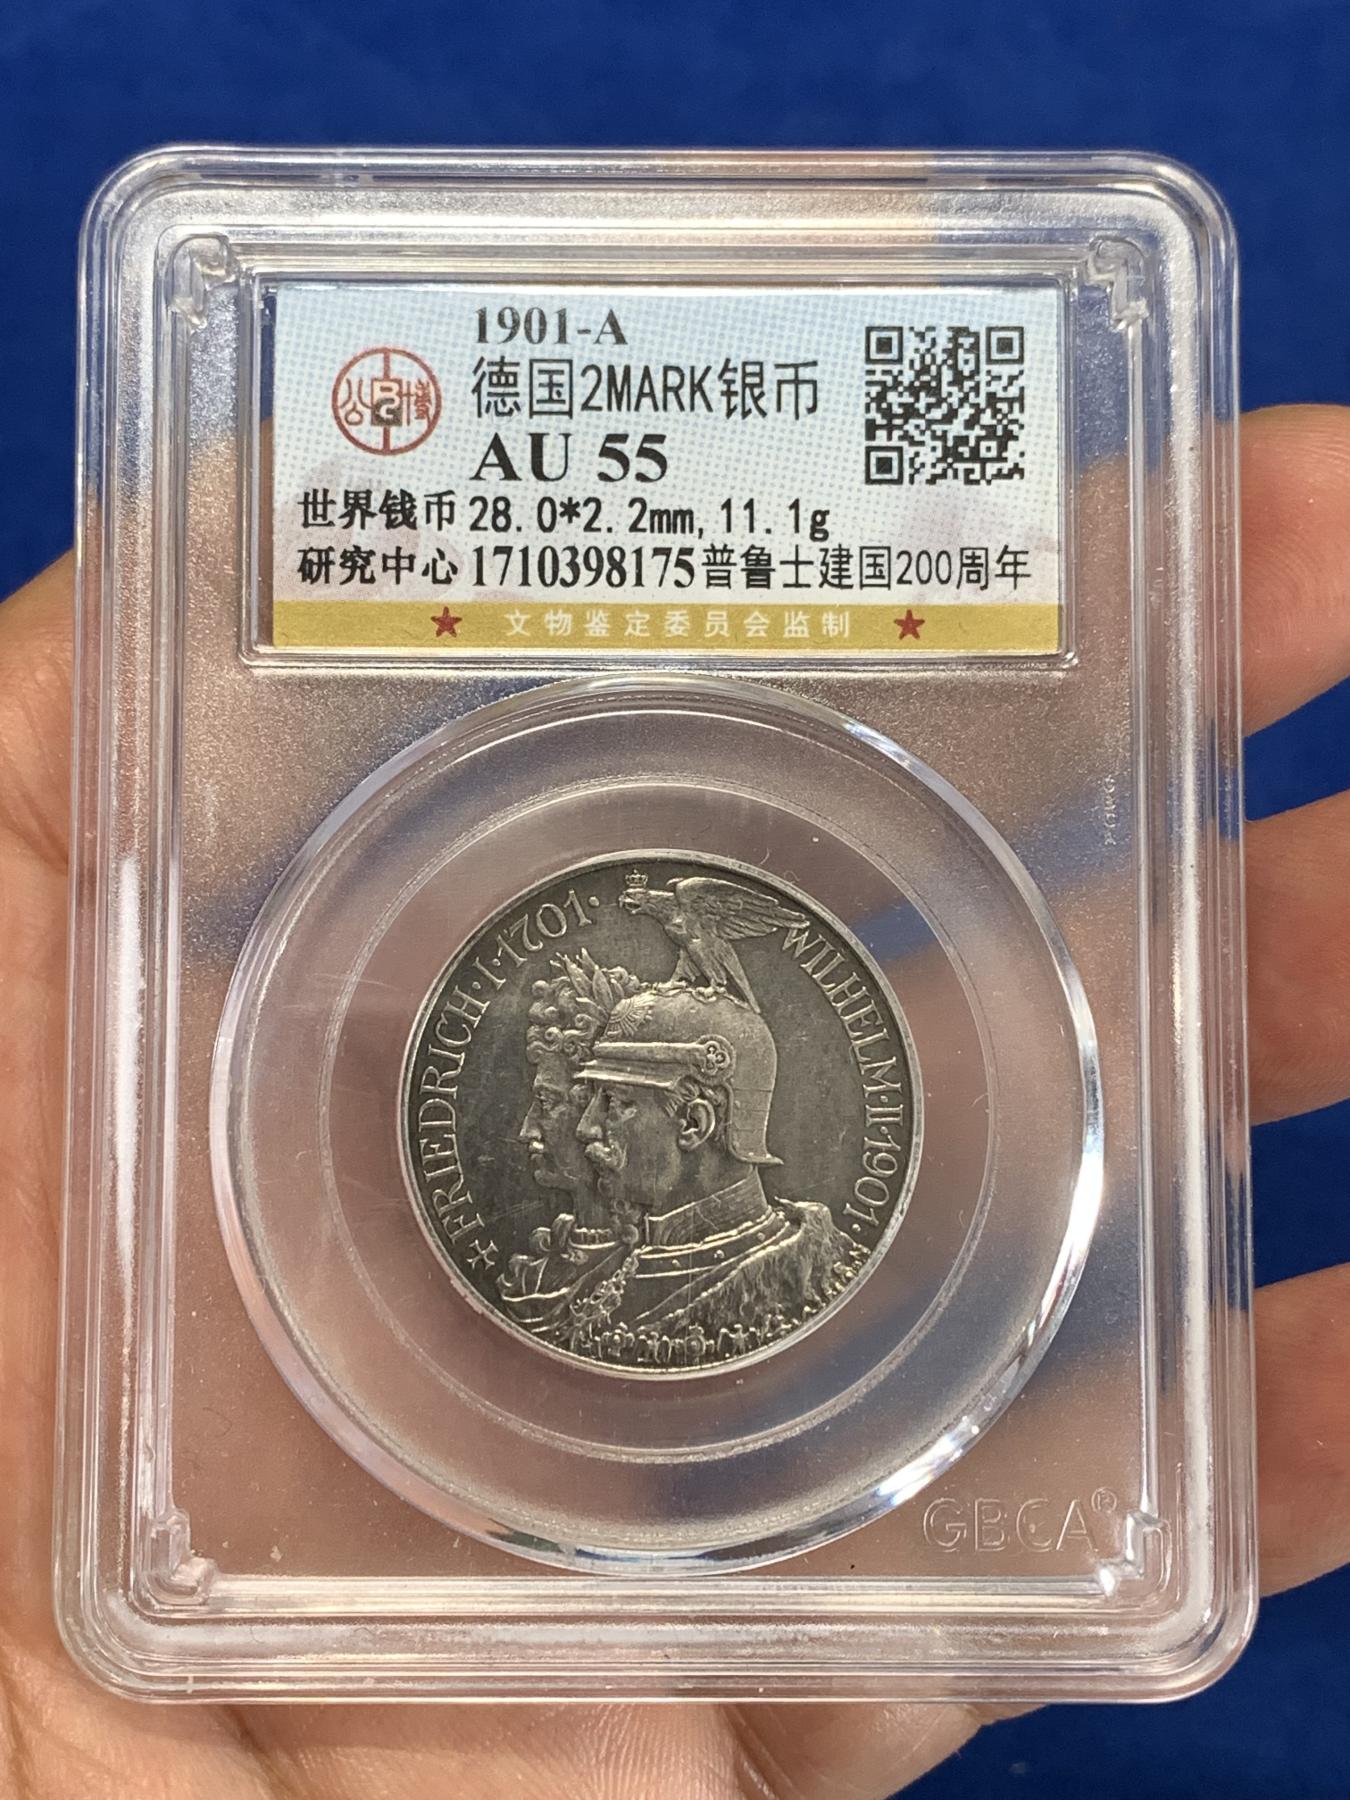 1901-A
德国2MARK银币
AU 55
世界钱币 28.0*2.2mm, 11.1g
研究中心 1710398175普鲁士建国200周年
★ 文物鉴定委员会监制 ★
公 博
FRIEDRICH·I·1701·
WILHELM·II·1901·
GBCA®